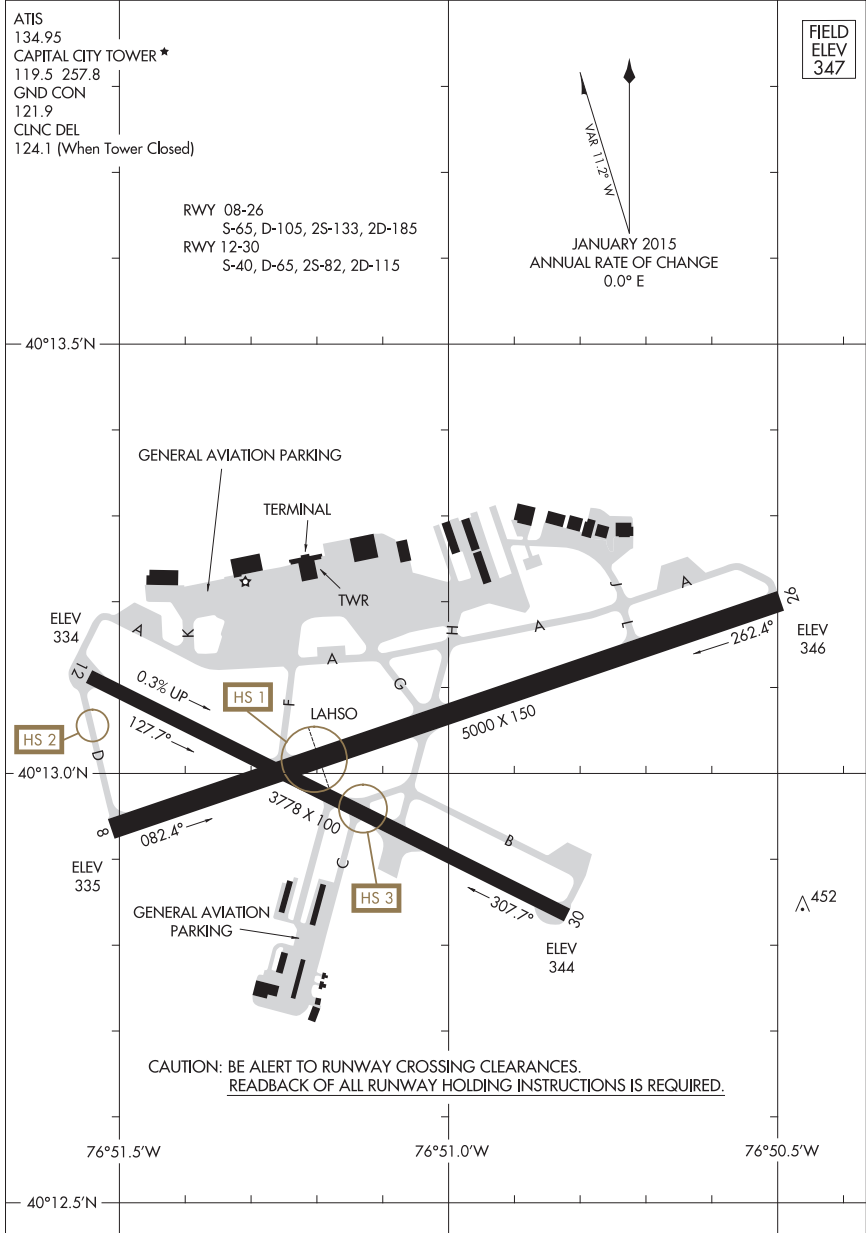 ATIS
134.95
CAPITAL CITY TOWER ★
119.5 257.8
GND CON
121.9
CLNC DEL
124.1 (When Tower Closed)
FIELD
ELEV
347
VAR 11.2° W
JANUARY 2015
ANNUAL RATE OF CHANGE
0.0° E
RWY 08-26
S-65, D-105, 2S-133, 2D-185
RWY 12-30
S-40, D-65, 2S-82, 2D-115
40°13.5'N
GENERAL AVIATION PARKING
TERMINAL
TWR
J
A
26
L
ELEV
346
262.4°
ELEV
334
A
K
H
A
A
12
0.3% UP
G
F
HS 1
LAHSO
5000 X 150
127.7°
HS 2
D
40°13.0'N
3778 X 100
8
082.4°
B
C
ELEV
335
HS 3
307.7°
30
452
GENERAL AVIATION
PARKING
ELEV
344
CAUTION: BE ALERT TO RUNWAY CROSSING CLEARANCES.
READBACK OF ALL RUNWAY HOLDING INSTRUCTIONS IS REQUIRED.
76°51.5'W
76°51.0'W
76°50.5'W
40°12.5'N